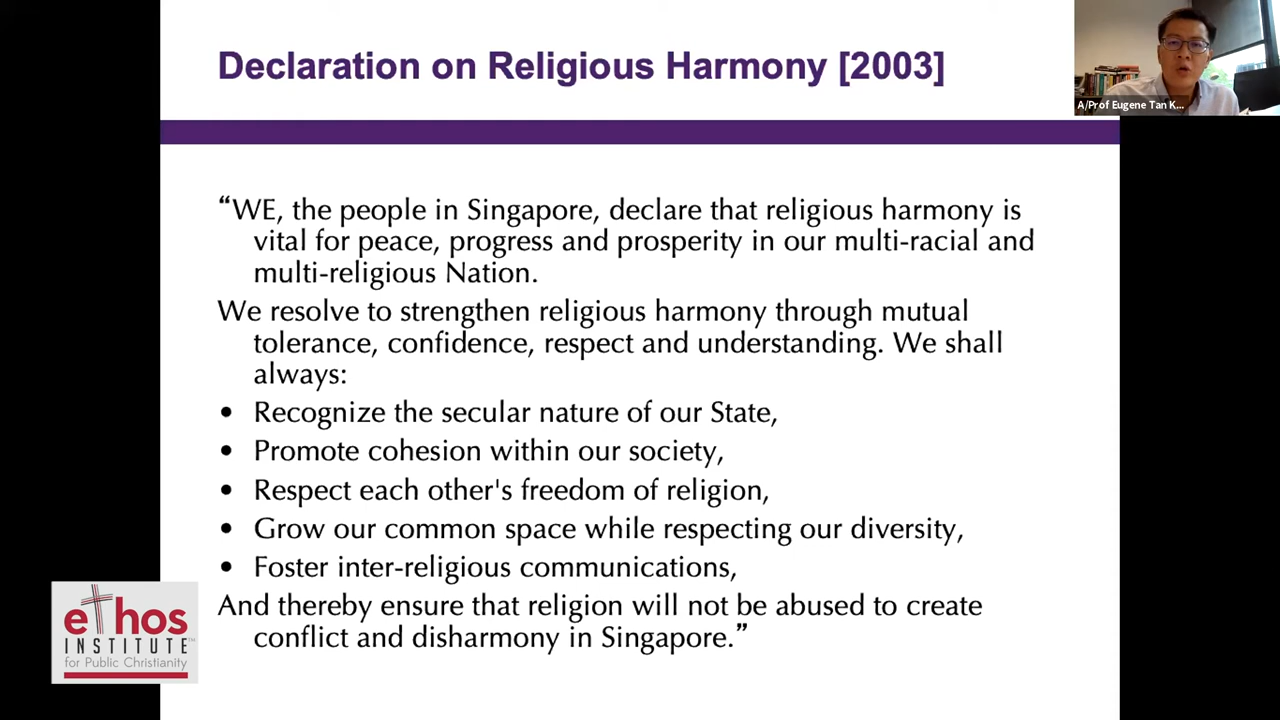 Declaration on Religious Harmony [2003]
A/Prof Eugene Tan K...
“WE, the people in Singapore, declare that religious harmony is
vital for peace, progress and prosperity in our multi-racial and
multi-religious Nation.
We resolve to strengthen religious harmony through mutual
tolerance, confidence, respect and understanding. We shall
always:
• Recognize the secular nature of our State,
• Promote cohesion within our society,
• Respect each other's freedom of religion,
• Grow our common space while respecting our diversity,
• Foster inter-religious communications,
And thereby ensure that religion will not be abused to create
conflict and disharmony in Singapore.”
ethos
INSTITUTE™
for Public Christianity